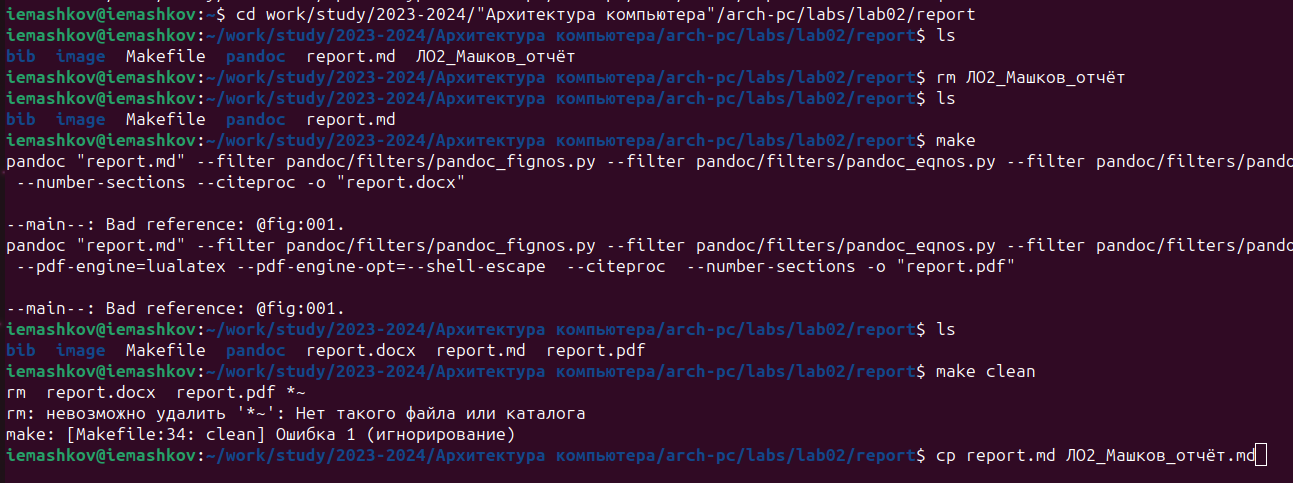 iemashkov@iemashkov:~$ cd work/study/2023-2024/"Архитектура компьютера"/arch-pc/labs/lab02/report
iemashkov@iemashkov:~/work/study/2023-2024/Архитектура компьютера/arch-pc/labs/lab02/report$ ls
bib  image  Makefile  pandoc  report.md  ЛО2_Машков_отчёт
iemashkov@iemashkov:~/work/study/2023-2024/Архитектура компьютера/arch-pc/labs/lab02/report$ rm ЛО2_Машков_отчёт
iemashkov@iemashkov:~/work/study/2023-2024/Архитектура компьютера/arch-pc/labs/lab02/report$ ls
bib  image  Makefile  pandoc  report.md
iemashkov@iemashkov:~/work/study/2023-2024/Архитектура компьютера/arch-pc/labs/lab02/report$ make
pandoc "report.md" --filter pandoc/filters/pandoc_fignos.py --filter pandoc/filters/pandoc_eqnos.py --filter pandoc/filters/pando
 --number-sections --citeproc -o "report.docx"
--main--: Bad reference: @fig:001.
pandoc "report.md" --filter pandoc/filters/pandoc_fignos.py --filter pandoc/filters/pandoc_eqnos.py --filter pandoc/filters/pando
 --pdf-engine=lualatex --pdf-engine-opt=--shell-escape  --citeproc  --number-sections -o "report.pdf"
--main--: Bad reference: @fig:001.
iemashkov@iemashkov:~/work/study/2023-2024/Архитектура компьютера/arch-pc/labs/lab02/report$ ls
bib  image  Makefile  pandoc  report.docx  report.md  report.pdf
iemashkov@iemashkov:~/work/study/2023-2024/Архитектура компьютера/arch-pc/labs/lab02/report$ make clean
rm  report.docx  report.pdf *~
rm: невозможно удалить '*~': Нет такого файла или каталога
make: [Makefile:34: clean] Ошибка 1 (игнорирование)
iemashkov@iemashkov:~/work/study/2023-2024/Архитектура компьютера/arch-pc/labs/lab02/report$ cp report.md ЛО2_Машков_отчёт.md